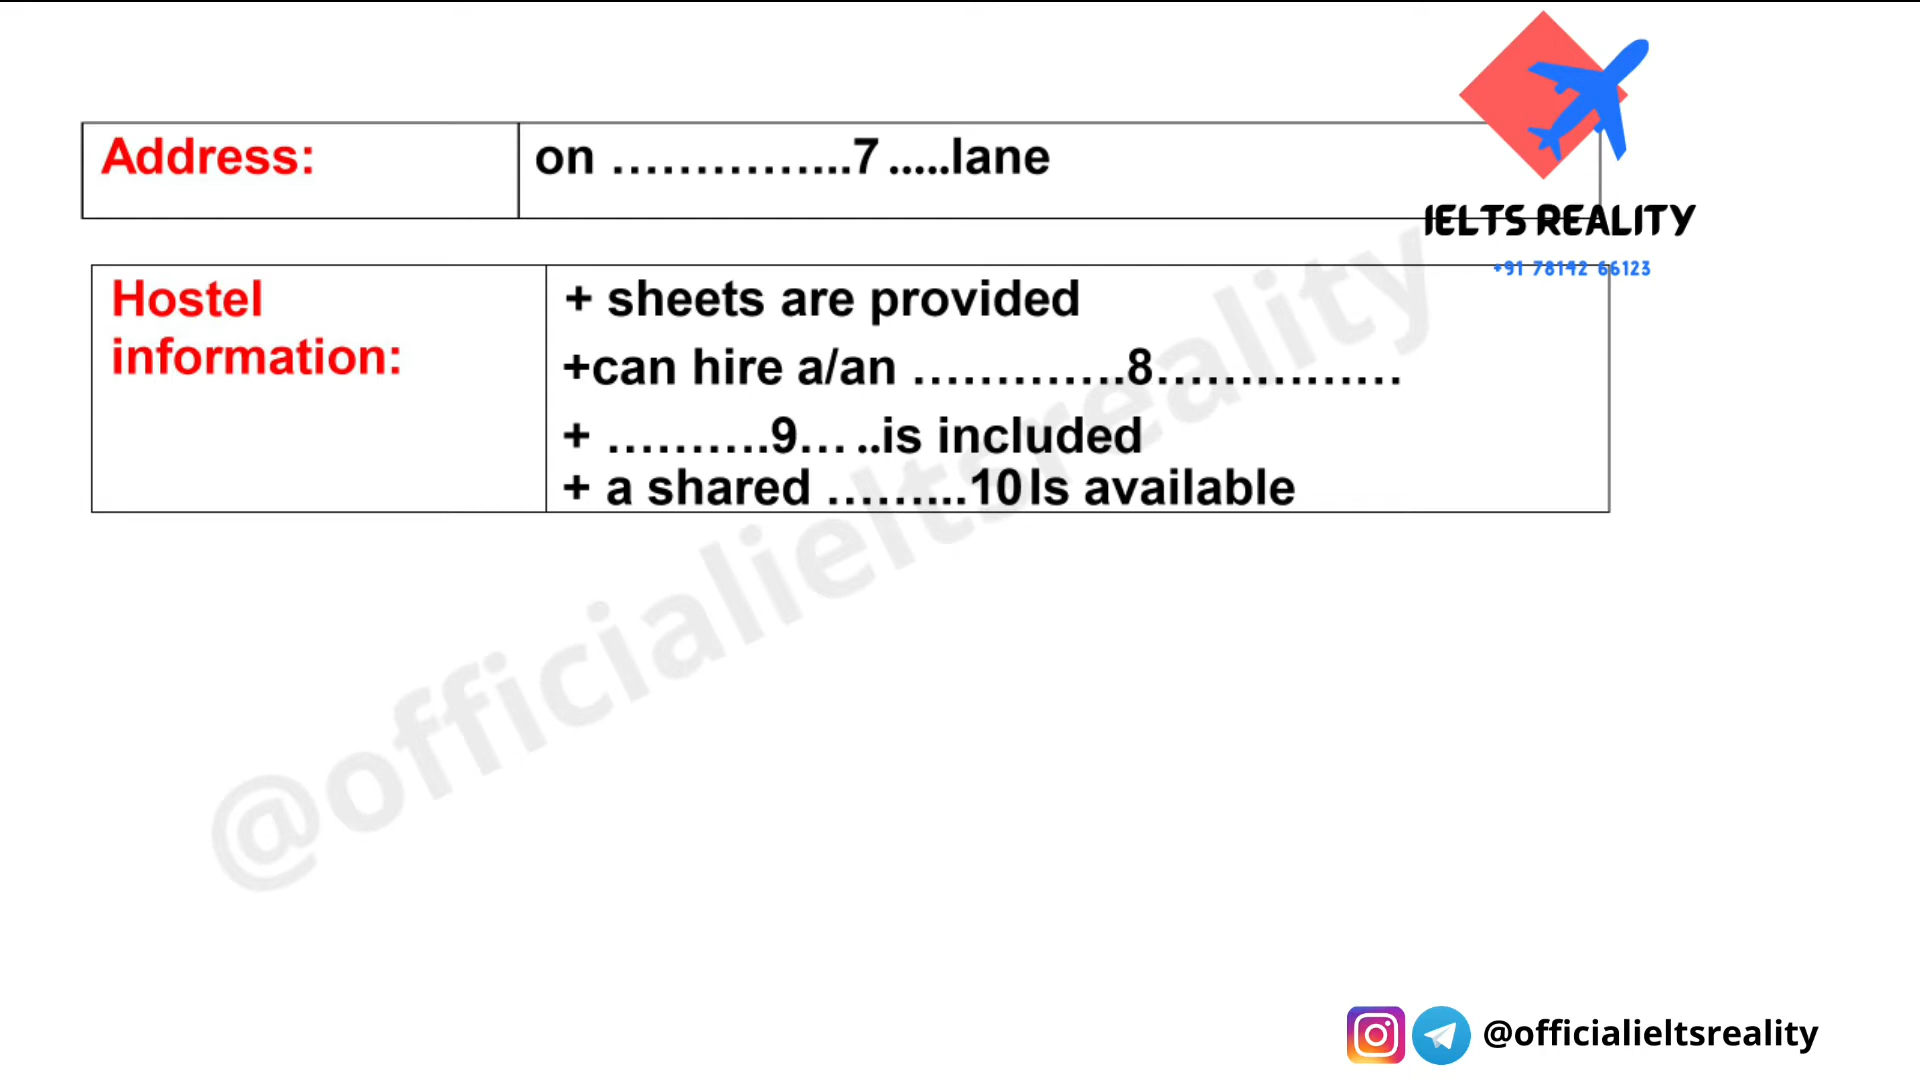 Address:
on ……………...7 .....lane
IELTS REALITY
+91 78142 66123
Hostel
information:
+ sheets are provided
+can hire a/an ………….8……………
+ ……….9… ..is included
+ a shared ……...10 Is available
@officialieltsreality
@officialieltsreality